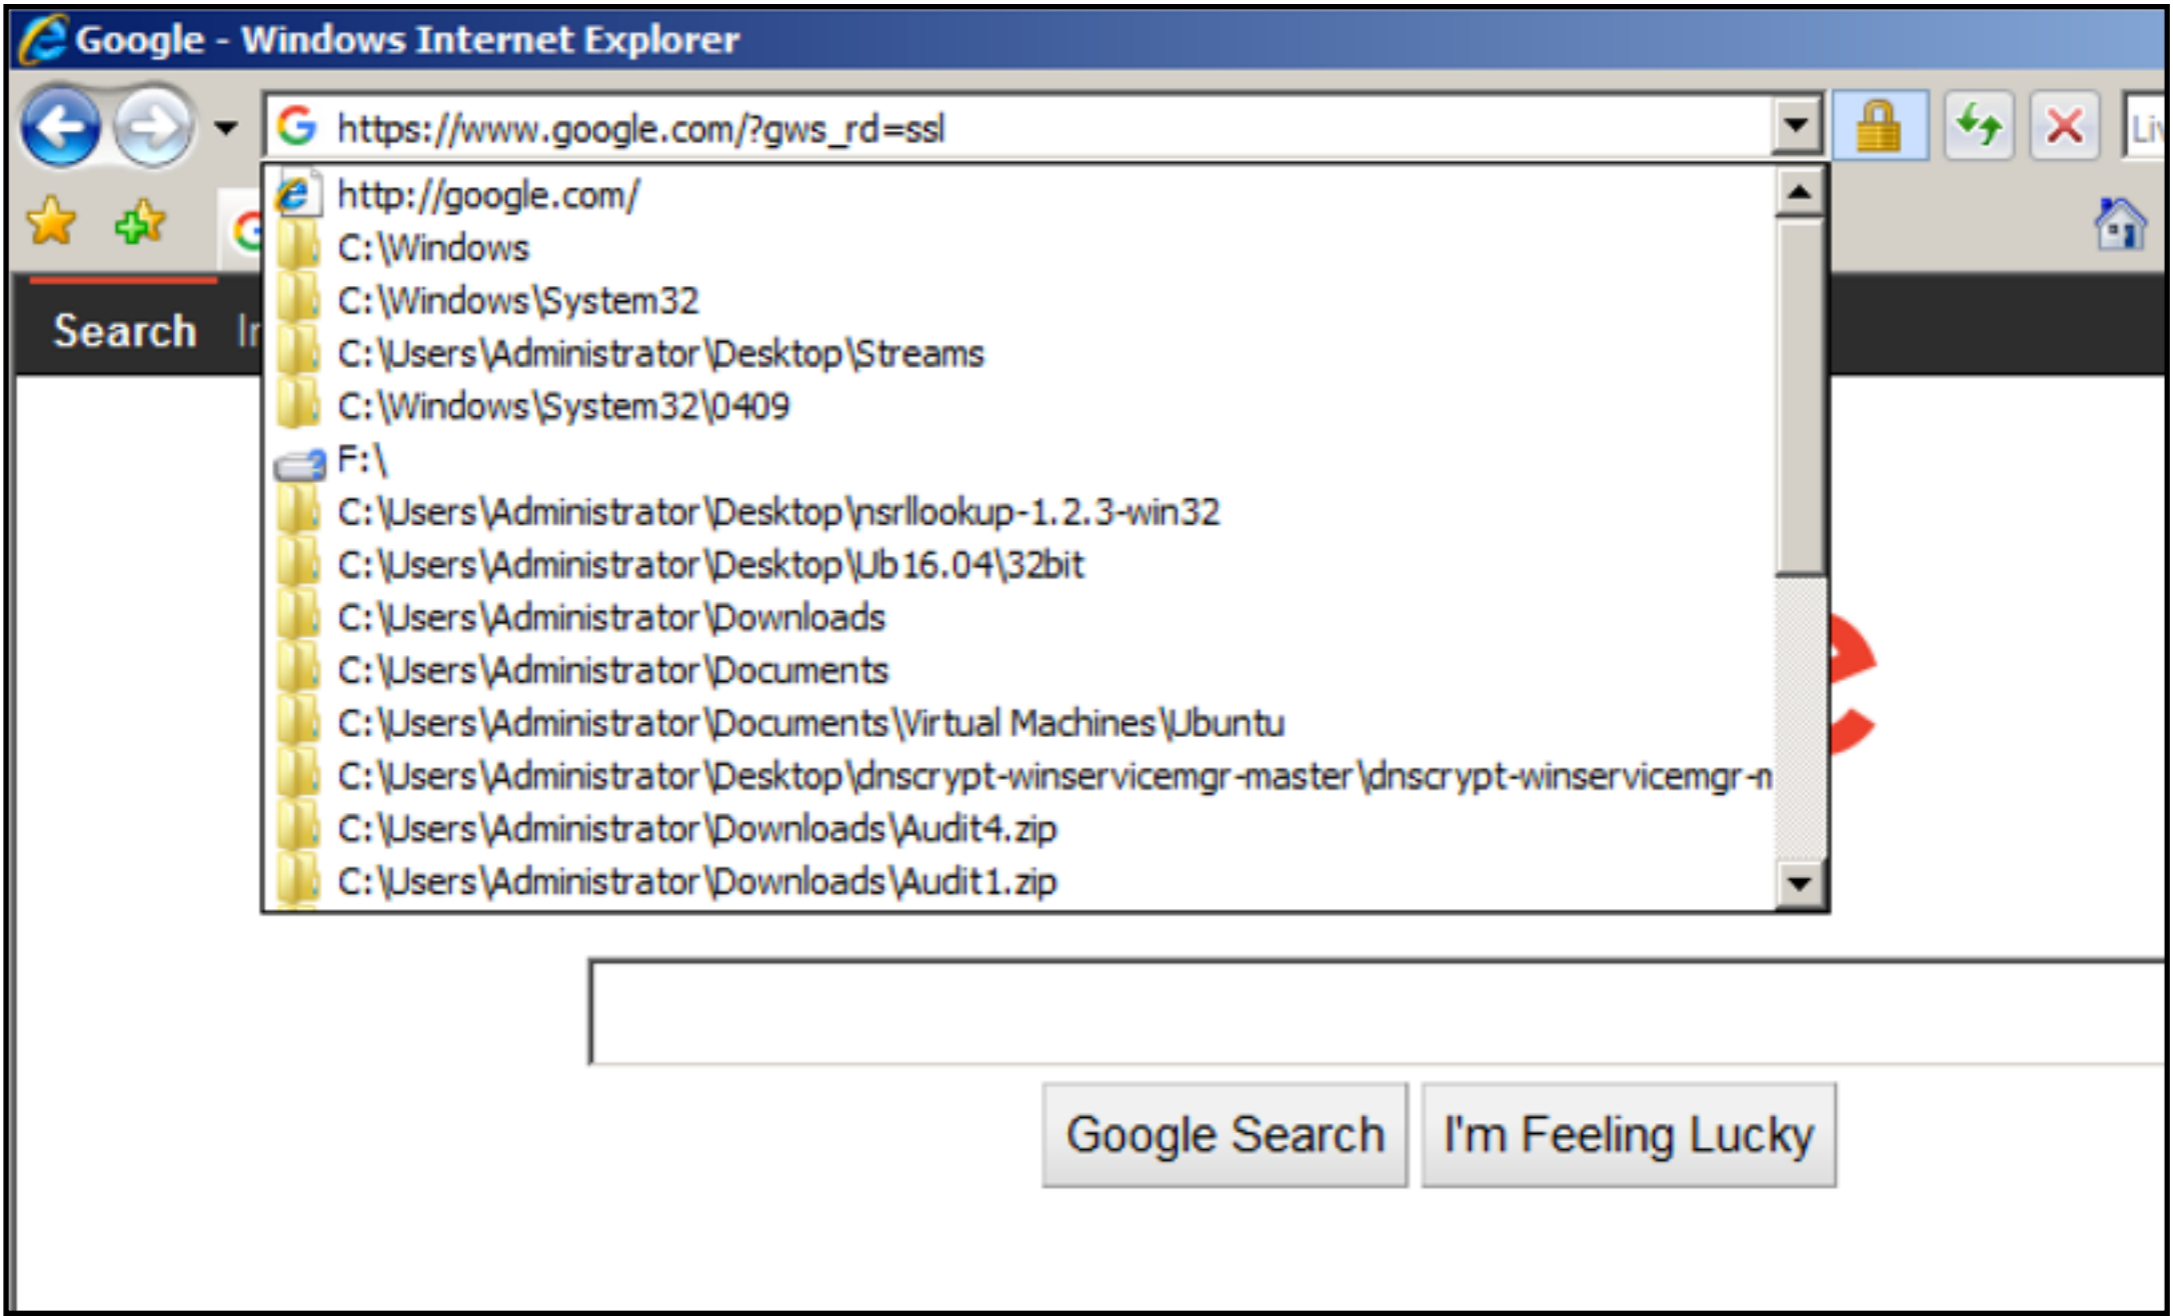 Google - Windows Internet Explorer
https://www.google.com/?gws_rd=ssl
Liv
http://google.com/
C:\Windows
C:\Windows\System32
C:\Users\Administrator\Desktop\Streams
C:\Windows\System32\0409
F:\
C:\Users\Administrator\Desktop\nsrllookup-1.2.3-win32
C:\Users\Administrator\Desktop\Ub16.04\32bit
C:\Users\Administrator\Downloads
C:\Users\Administrator\Documents
C:\Users\Administrator\Documents\Virtual Machines\Ubuntu
C:\Users\Administrator\Desktop\dnscrypt-winservicemgr-master\dnscrypt-winservicemgr-m
C:\Users\Administrator\Downloads\Audit4.zip
C:\Users\Administrator\Downloads\Audit1.zip
Search
e
Google Search I'm Feeling Lucky